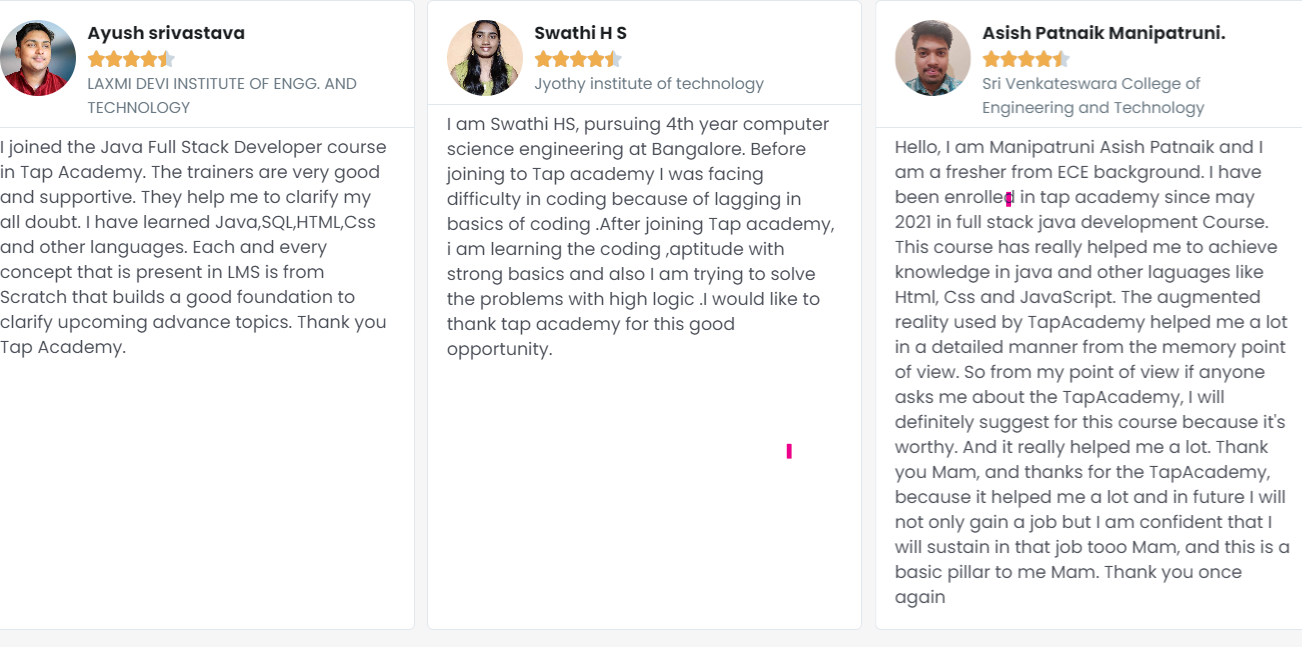 Ayush srivastava
LAXMI DEVI INSTITUTE OF ENGG. AND
TECHNOLOGY
I joined the Java Full Stack Developer course
in Tap Academy. The trainers are very good
and supportive. They help me to clarify my
all doubt. I have learned Java,SQL,HTML,Css
and other languages. Each and every
concept that is present in LMS is from
Scratch that builds a good foundation to
clarify upcoming advance topics. Thank you
Tap Academy.
Swathi H S
Jyothy institute of technology
I am Swathi HS, pursuing 4th year computer
science engineering at Bangalore. Before
joining to Tap academy I was facing
difficulty in coding because of lagging in
basics of coding .After joining Tap academy,
i am learning the coding ,aptitude with
strong basics and also I am trying to solve
the problems with high logic .I would like to
thank tap academy for this good
opportunity.
Asish Patnaik Manipatruni.
Sri Venkateswara College of
Engineering and Technology
Hello, I am Manipatruni Asish Patnaik and I
am a fresher from ECE background. I have
been enrolled in tap academy since may
2021 in full stack java development Course.
This course has really helped me to achieve
knowledge in java and other laguages like
Html, Css and JavaScript. The augmented
reality used by TapAcademy helped me a lot
in a detailed manner from the memory point
of view. So from my point of view if anyone
asks me about the TapAcademy, I will
definitely suggest for this course because it's
worthy. And it really helped me a lot. Thank
you Mam, and thanks for the TapAcademy,
because it helped me a lot and in future I will
not only gain a job but I am confident that I
will sustain in that job tooo Mam, and this is a
basic pillar to me Mam. Thank you once
again